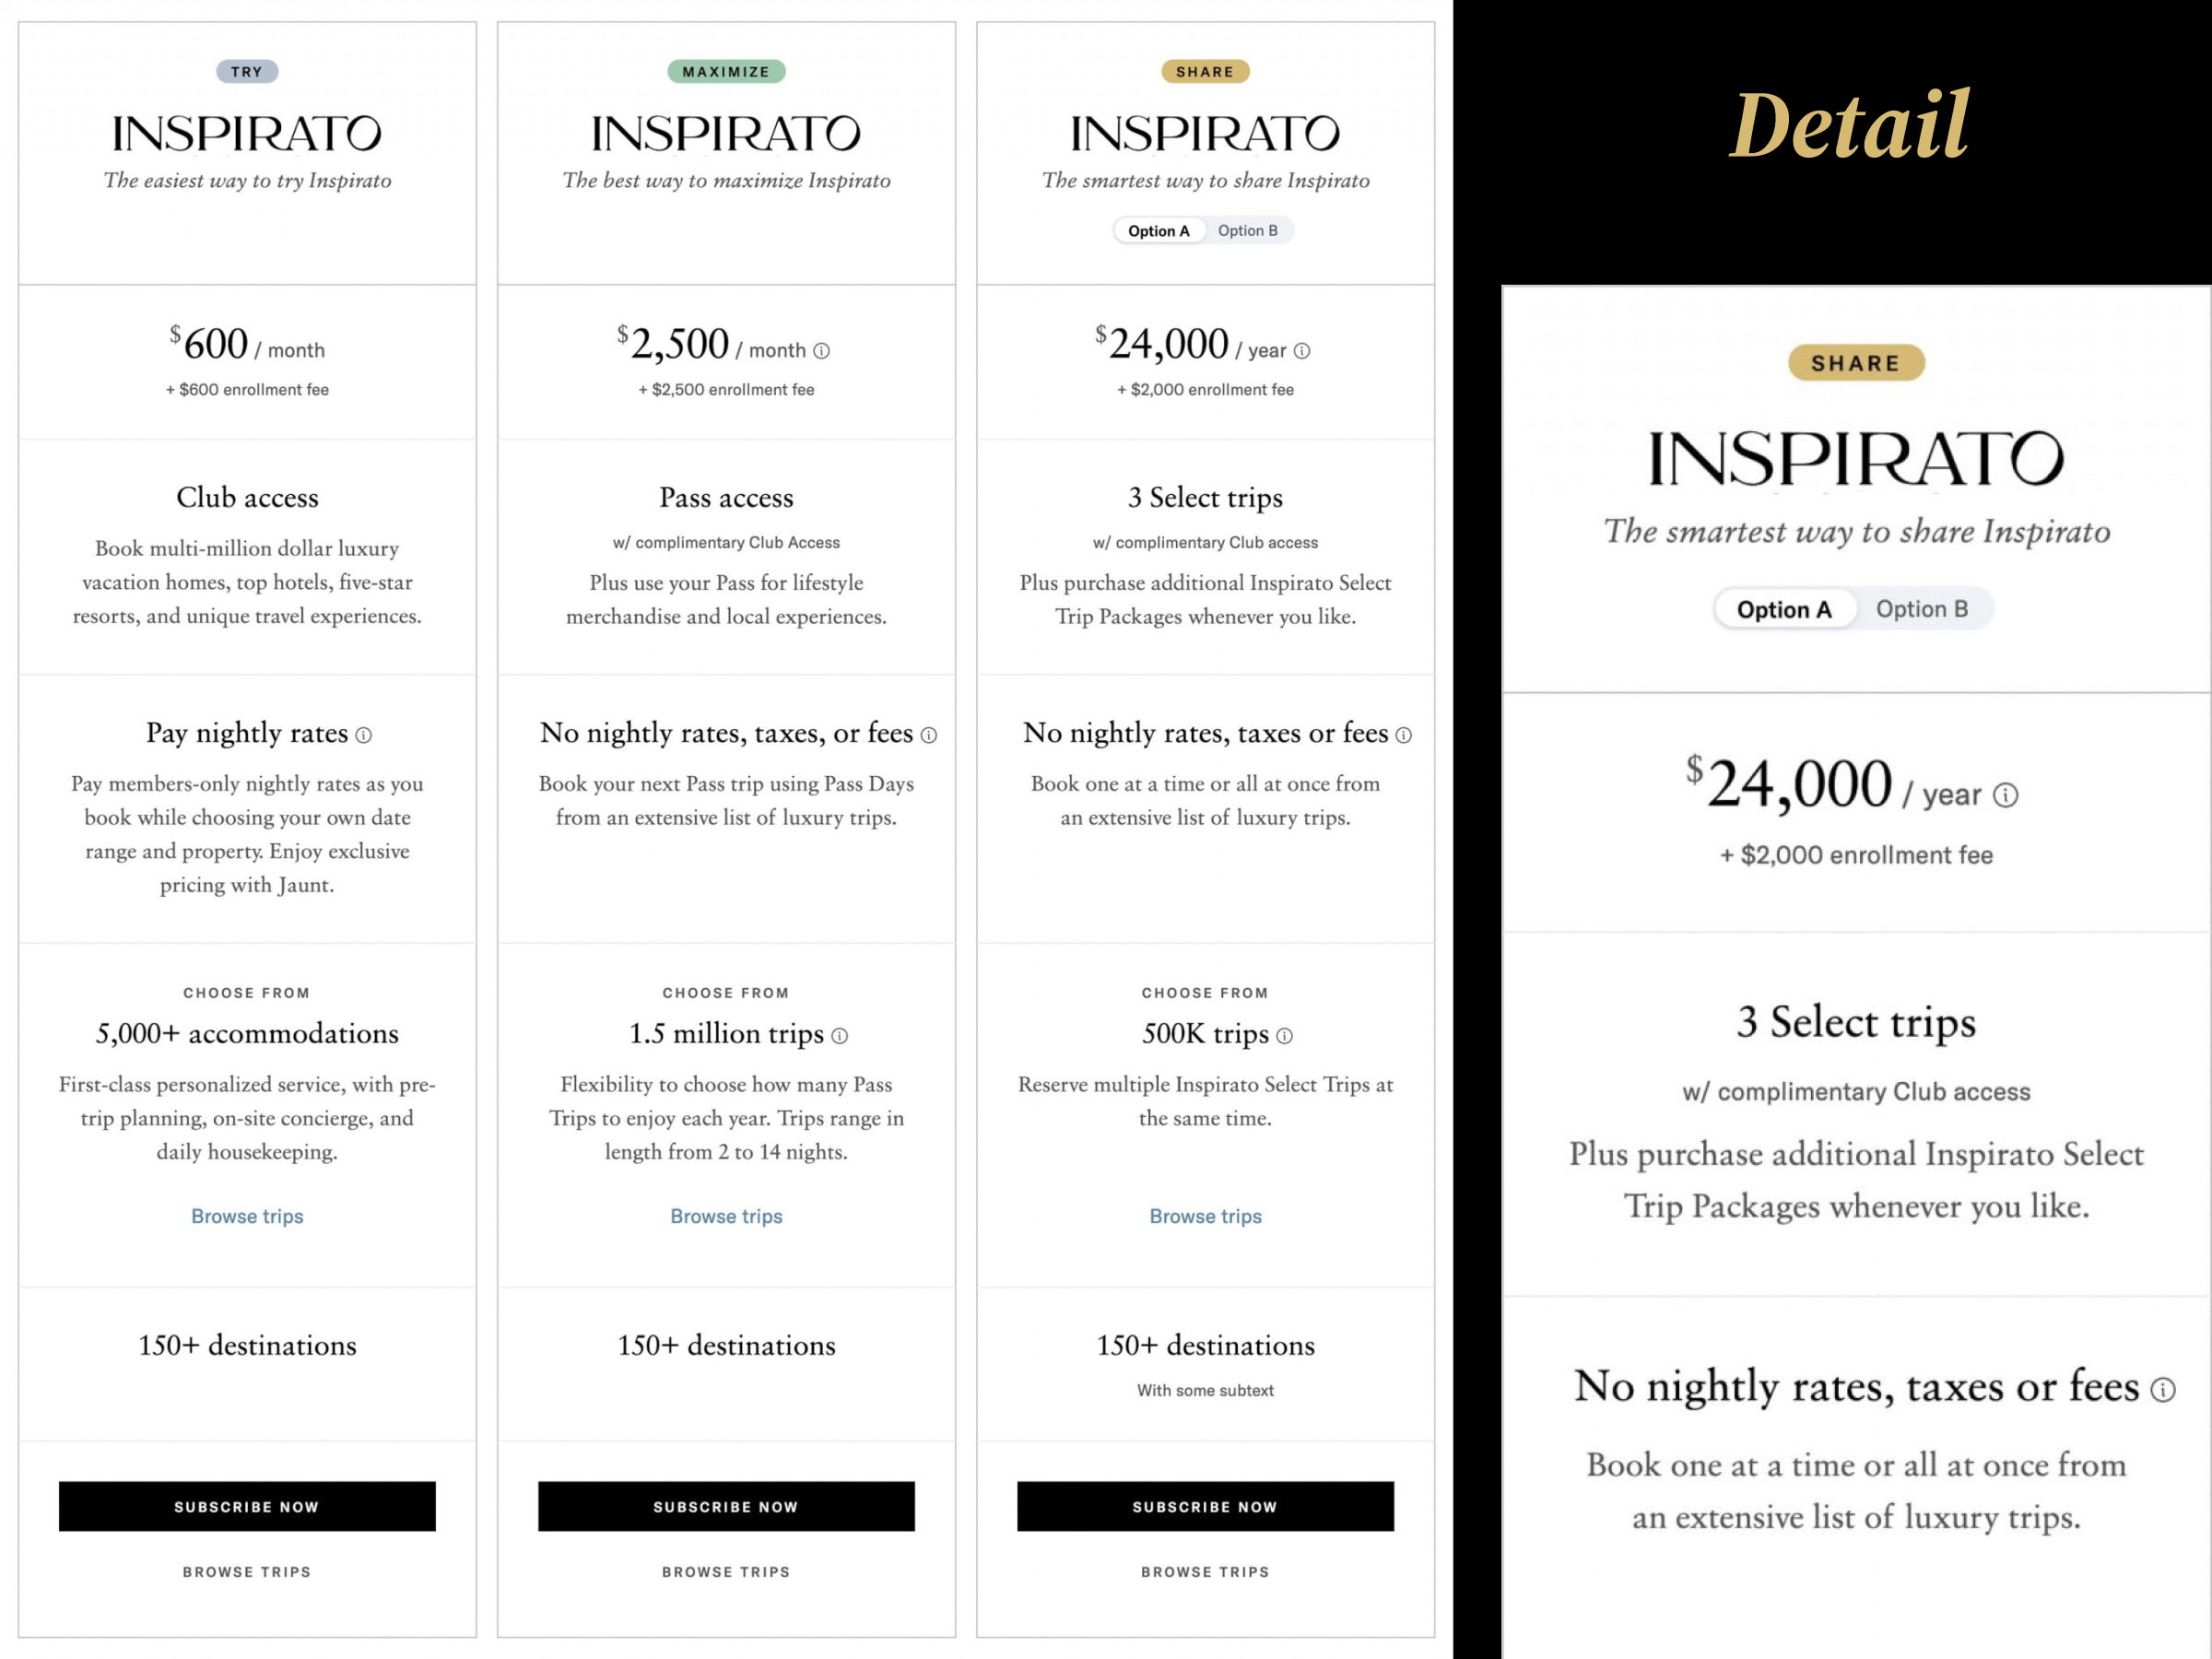 TRY
INSPIRATO
The easiest way to try Inspirato
$600 / month
+ $600 enrollment fee
Club access
Book multi-million dollar luxury
vacation homes, top hotels, five-star
resorts, and unique travel experiences.
Pay nightly rates ⓘ
Pay members-only nightly rates as you
book while choosing your own date
range and property. Enjoy exclusive
pricing with Jaunt.
CHOOSE FROM
5,000+ accommodations
First-class personalized service, with pre-
trip planning, on-site concierge, and
daily housekeeping.
Browse trips
150+ destinations
SUBSCRIBE NOW
BROWSE TRIPS
MAXIMIZE
INSPIRATO
The best way to maximize Inspirato
$2,500 / month ⓘ
+ $2,500 enrollment fee
Pass access
w/ complimentary Club Access
Plus use your Pass for lifestyle
merchandise and local experiences.
No nightly rates, taxes, or fees ⓘ
Book your next Pass trip using Pass Days
from an extensive list of luxury trips.
CHOOSE FROM
1.5 million trips ⓘ
Flexibility to choose how many Pass
Trips to enjoy each year. Trips range in
length from 2 to 14 nights.
Browse trips
150+ destinations
SUBSCRIBE NOW
BROWSE TRIPS
SHARE
INSPIRATO
The smartest way to share Inspirato
Option A Option B
$24,000 / year ⓘ
+ $2,000 enrollment fee
3 Select trips
w/ complimentary Club access
Plus purchase additional Inspirato Select
Trip Packages whenever you like.
No nightly rates, taxes or fees ⓘ
Book one at a time or all at once from
an extensive list of luxury trips.
CHOOSE FROM
500K trips ⓘ
Reserve multiple Inspirato Select Trips at
the same time.
Browse trips
150+ destinations
With some subtext
SUBSCRIBE NOW
BROWSE TRIPS
Detail
SHARE
INSPIRATO
The smartest way to share Inspirato
Option A Option B
$24,000 / year ⓘ
+ $2,000 enrollment fee
3 Select trips
w/ complimentary Club access
Plus purchase additional Inspirato Select
Trip Packages whenever you like.
No nightly rates, taxes or fees ⓘ
Book one at a time or all at once from
an extensive list of luxury trips.